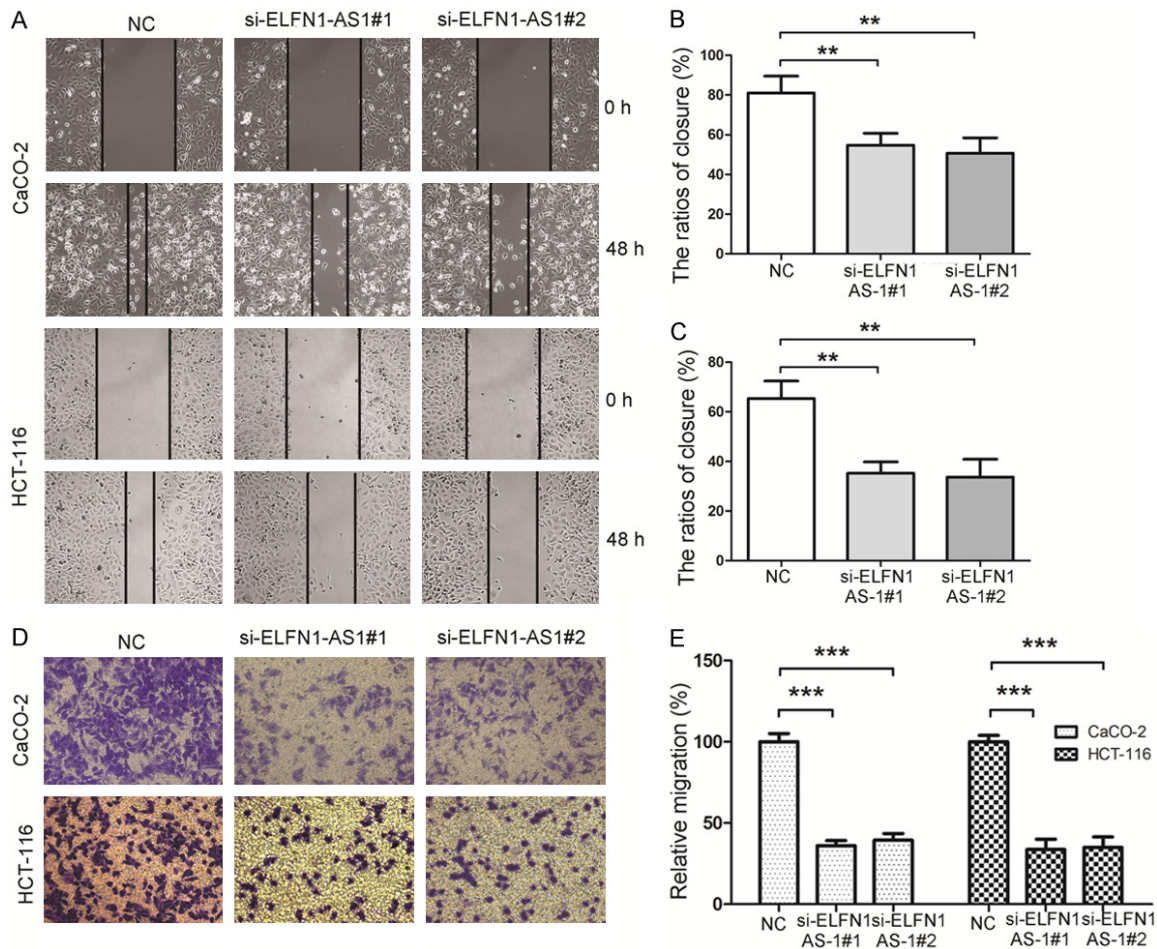 A
NC
si-ELFN1-AS1#1
si-ELFN1-AS1#2
CaCO-2
0 h
48 h
HCT-116
0 h
48 h
B
The ratios of closure (%)
100
80
60
40
20
0
**
**
NC
si-ELFN1
AS-1#1
si-ELFN1
AS-1#2
C
The ratios of closure (%)
80
60
40
20
0
**
**
NC
si-ELFN1
AS-1#1
si-ELFN1
AS-1#2
D
NC
si-ELFN1-AS1#1
si-ELFN1-AS1#2
CaCO-2
HCT-116
E
Relative migration (%)
150
100
50
0
***
***
***
***
CaCO-2
HCT-116
NC
si-ELFN1
AS-1#1
si-ELFN1
AS-1#2
NC
si-ELFN1
AS-1#1
si-ELFN1
AS-1#2